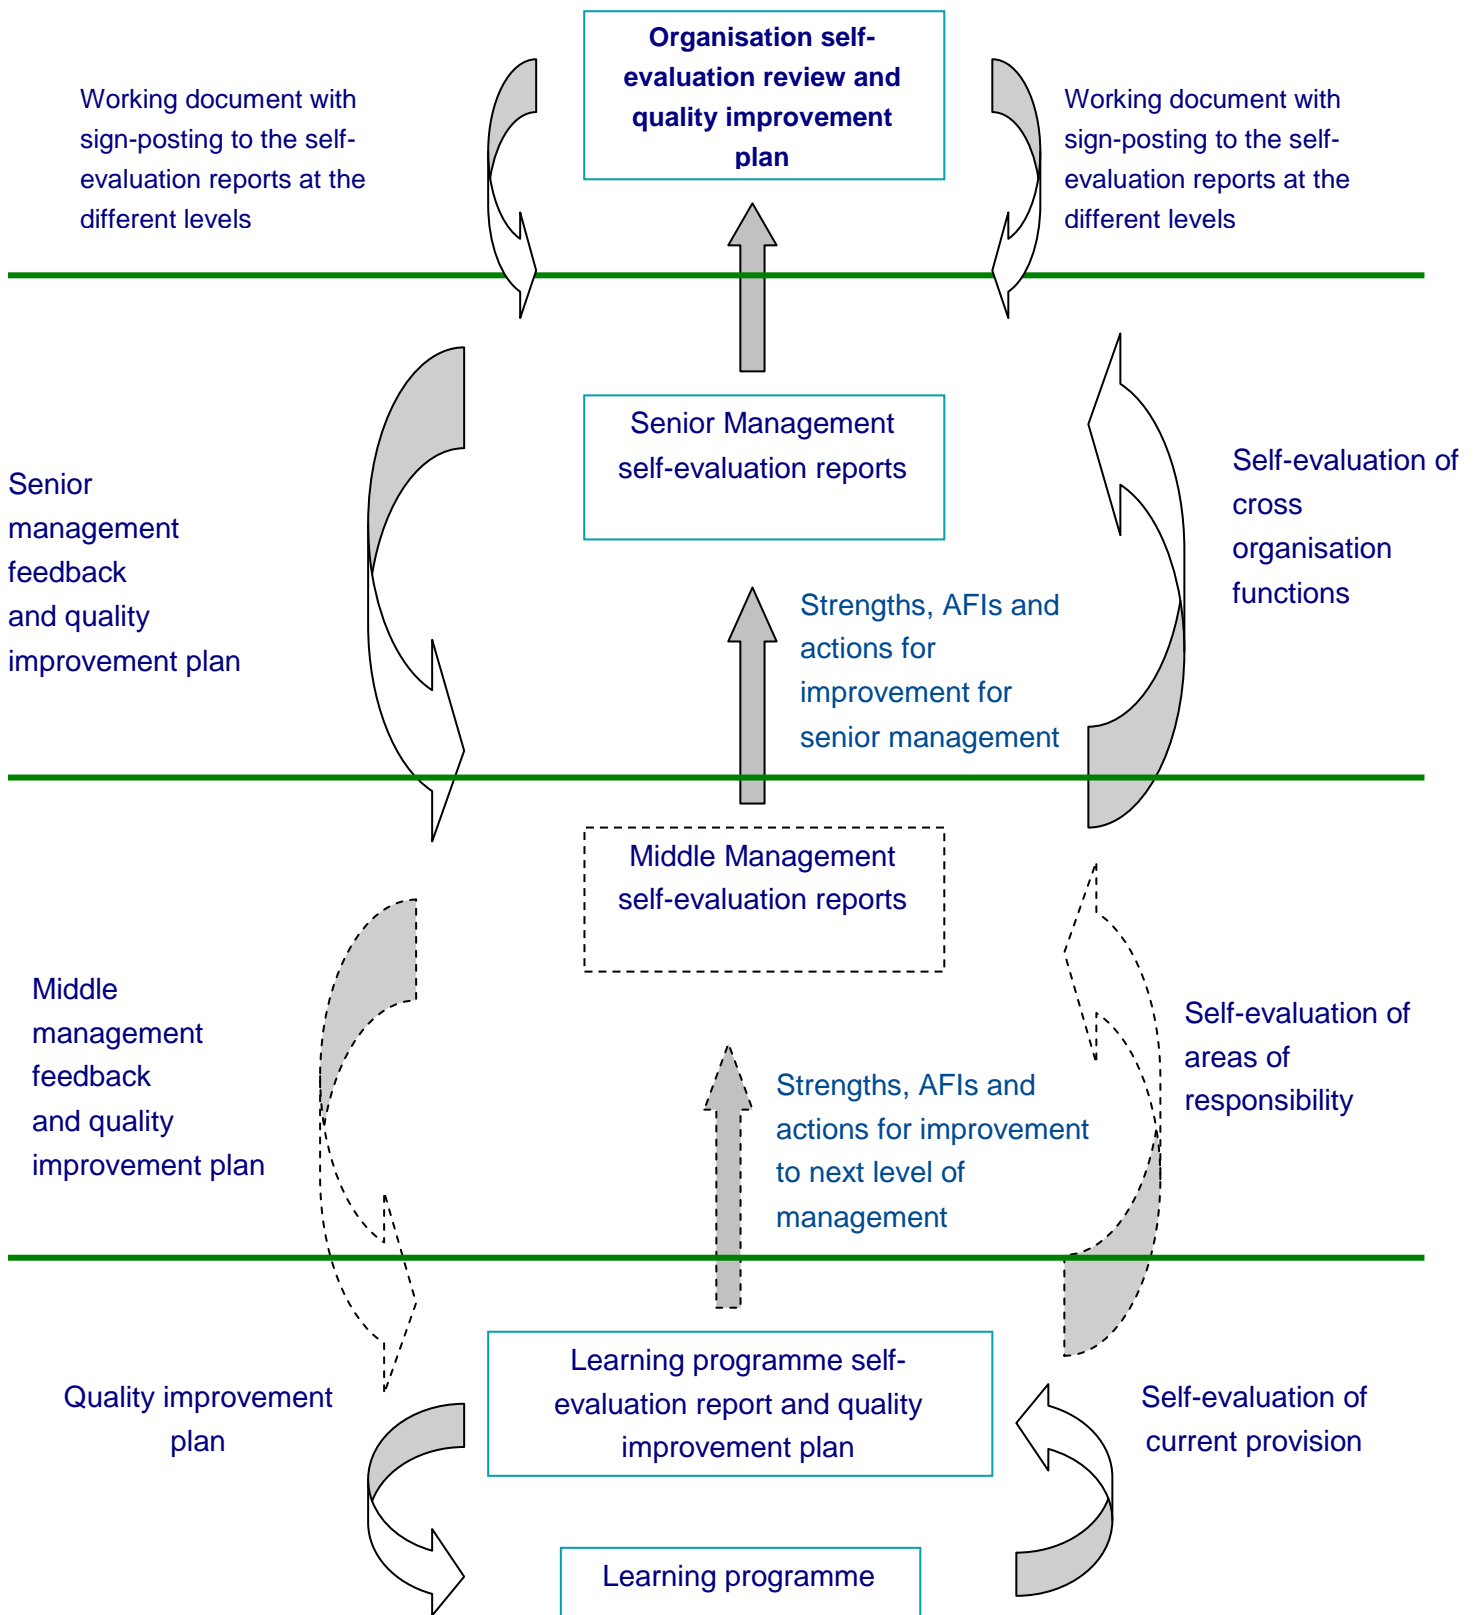 Organisation self-
evaluation review and
quality improvement
plan
Working document with
sign-posting to the self-
evaluation reports at the
different levels
Working document with
sign-posting to the self-
evaluation reports at the
different levels
Senior Management
self-evaluation reports
Senior
management
feedback
and quality
improvement plan
Self-evaluation of
cross
organisation
functions
Strengths, AFIs and
actions for
improvement for
senior management
Middle Management
self-evaluation reports
Middle
management
feedback
and quality
improvement plan
Self-evaluation of
areas of
responsibility
Strengths, AFIs and
actions for improvement
to next level of
management
Learning programme self-
evaluation report and quality
improvement plan
Quality improvement
plan
Self-evaluation of
current provision
Learning programme